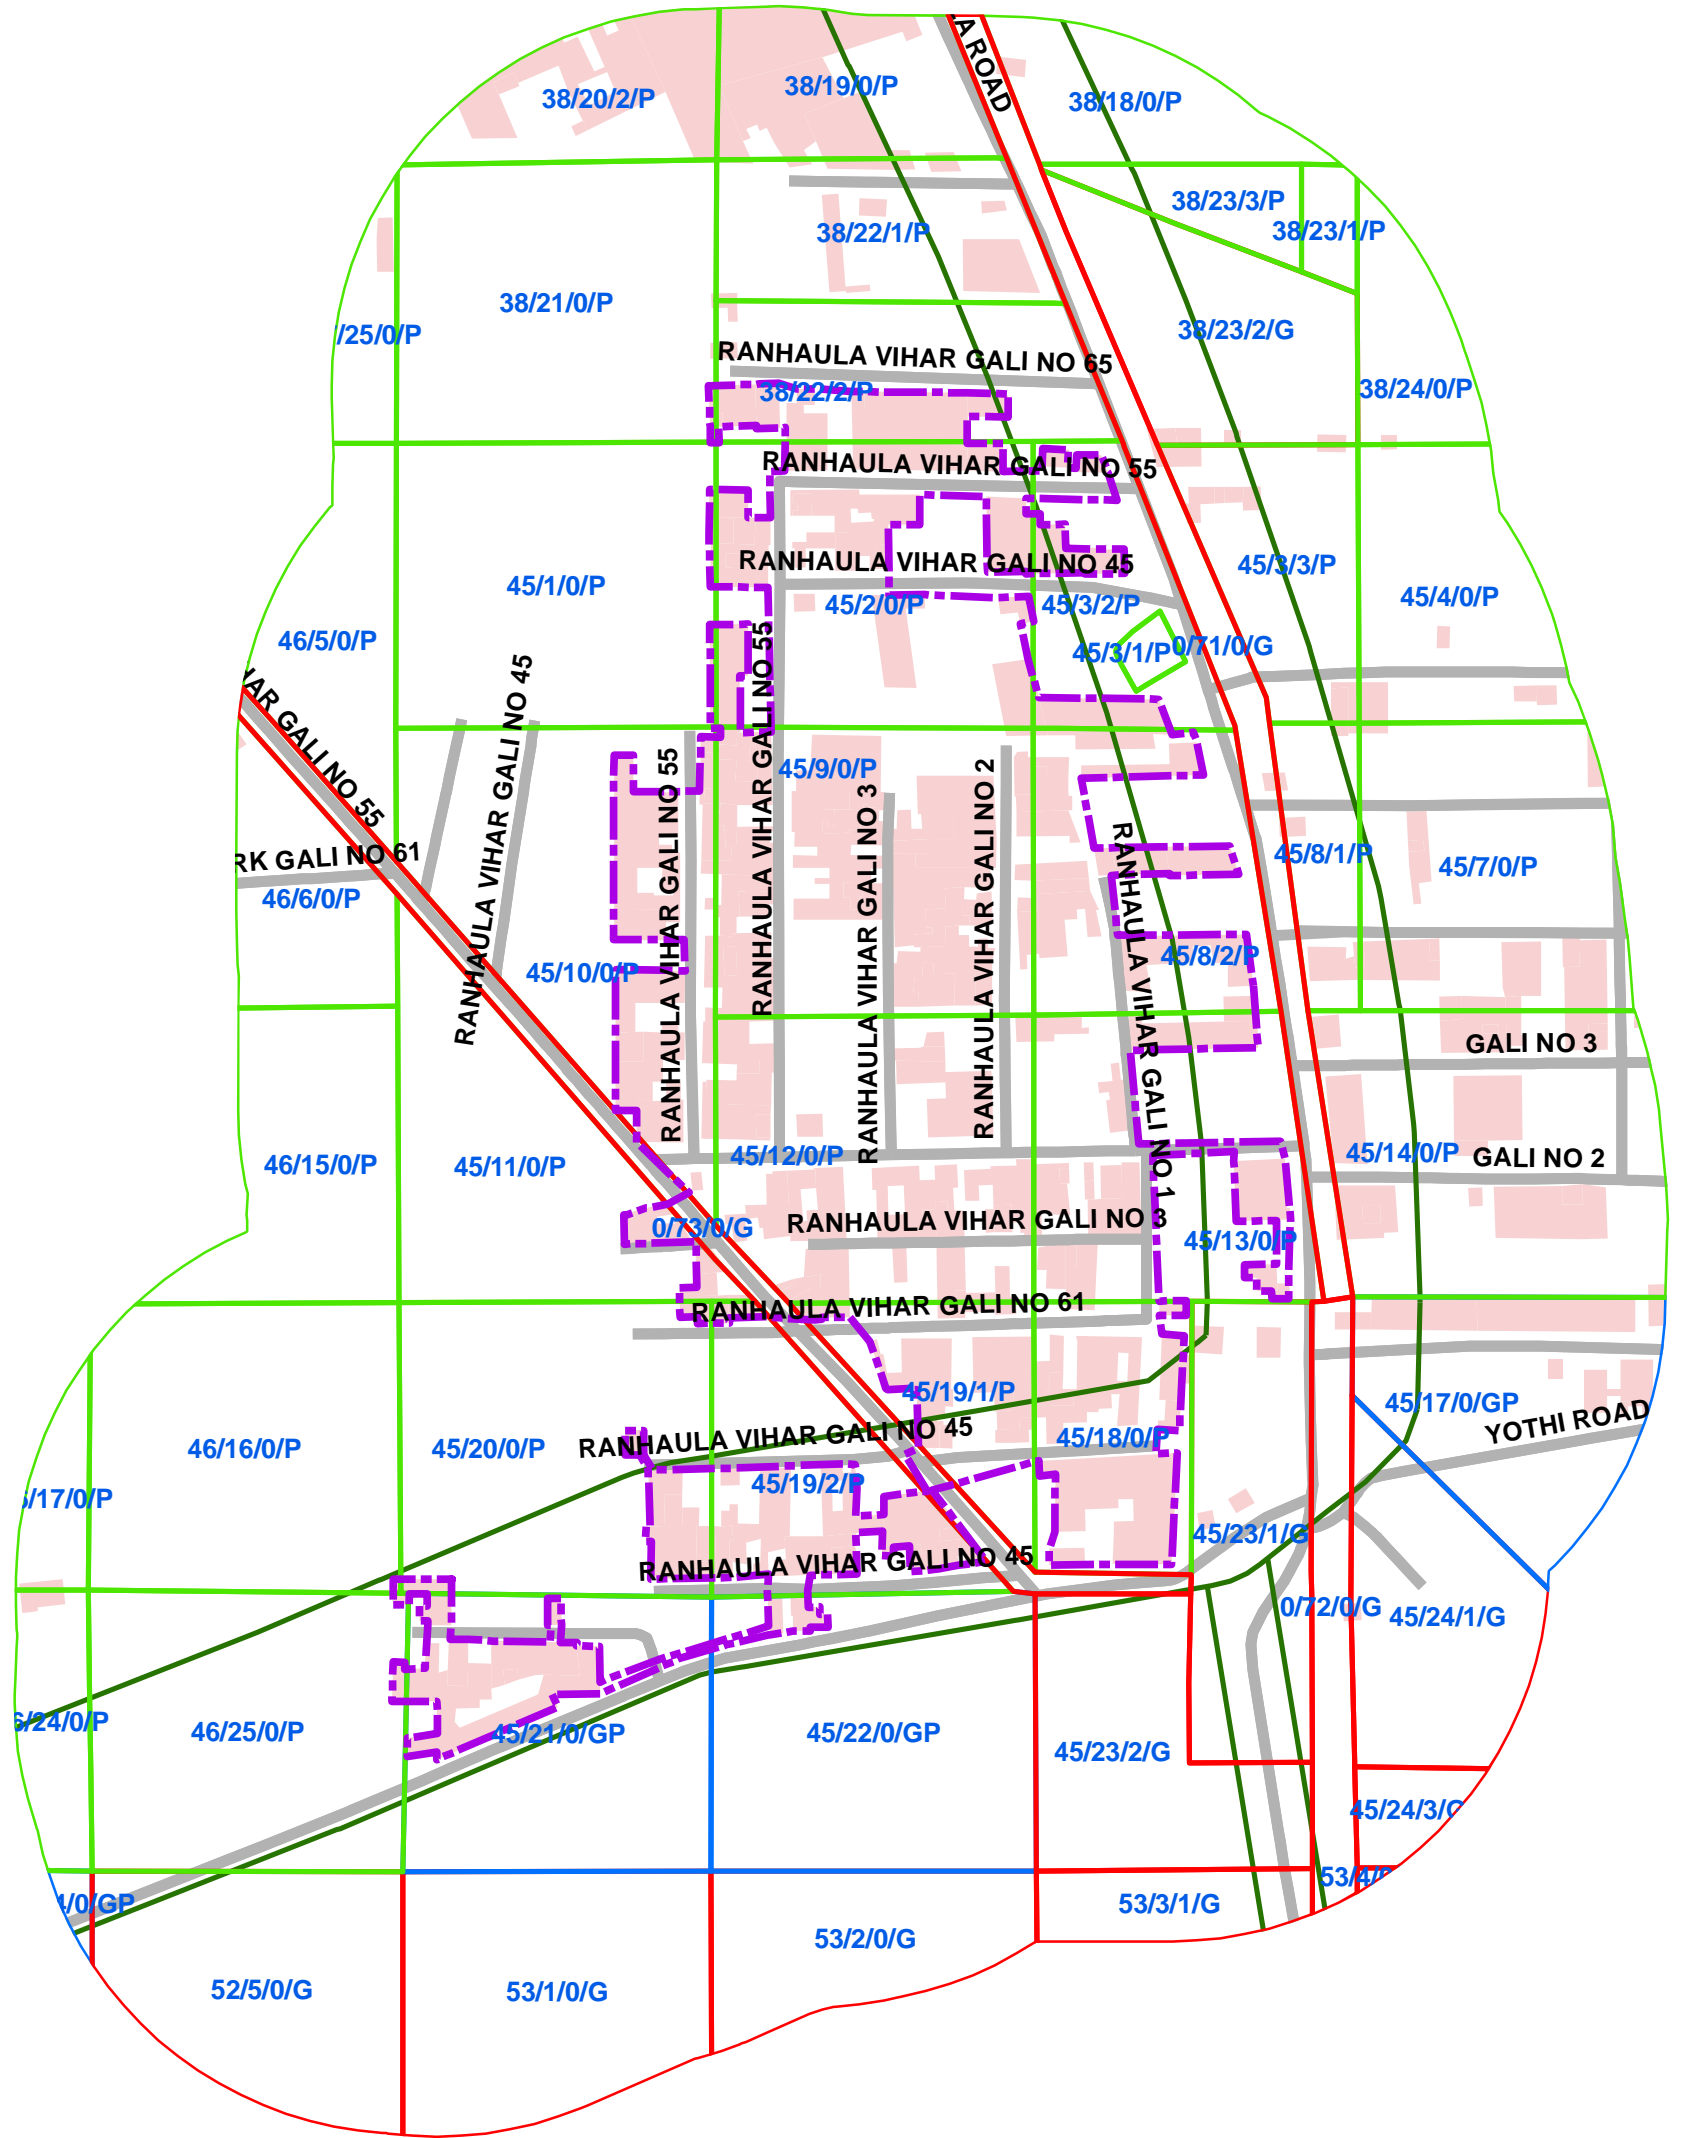 A ROAD
38/20/2/P
38/19/0/P
38/18/0/P
38/23/3/P
38/23/1/P
38/22/1/P
38/21/0/P
/25/0/P
38/23/2/G
RANHAULA VIHAR GALI NO 65
38/22/2/P
38/24/0/P
RANHAULA VIHAR GALI NO 55
RANHAULA VIHAR GALI NO 45
45/3/3/P
45/1/0/P
45/2/0/P
45/3/2/P
45/4/0/P
46/5/0/P
45/3/1/P
0/71/0/G
HAR GALI NO 55
RANHAULA VIHAR GALI NO 45
RANHAULA VIHAR GALI NO 55
RANHAULA VIHAR GALI NO 55
45/9/0/P
RANHAULA VIHAR GALI NO 3
RANHAULA VIHAR GALI NO 2
RANHAULA VIHAR GALI NO 1
RK GALI NO 61
46/6/0/P
45/8/1/P
45/7/0/P
45/10/0/P
45/8/2/P
GALI NO 3
46/15/0/P
45/11/0/P
45/12/0/P
45/14/0/P
GALI NO 2
0/73/0/G
RANHAULA VIHAR GALI NO 3
45/13/0/P
RANHAULA VIHAR GALI NO 61
45/19/1/P
45/17/0/GP
YOTHI ROAD
46/16/0/P
45/20/0/P
RANHAULA VIHAR GALI NO 45
45/18/0/P
45/19/2/P
/17/0/P
45/23/1/G
RANHAULA VIHAR GALI NO 45
0/72/0/G
45/24/1/G
6/24/0/P
46/25/0/P
45/21/0/GP
45/22/0/GP
45/23/2/G
45/24/3/G
53/4/
/0/GP
53/3/1/G
53/2/0/G
52/5/0/G
53/1/0/G